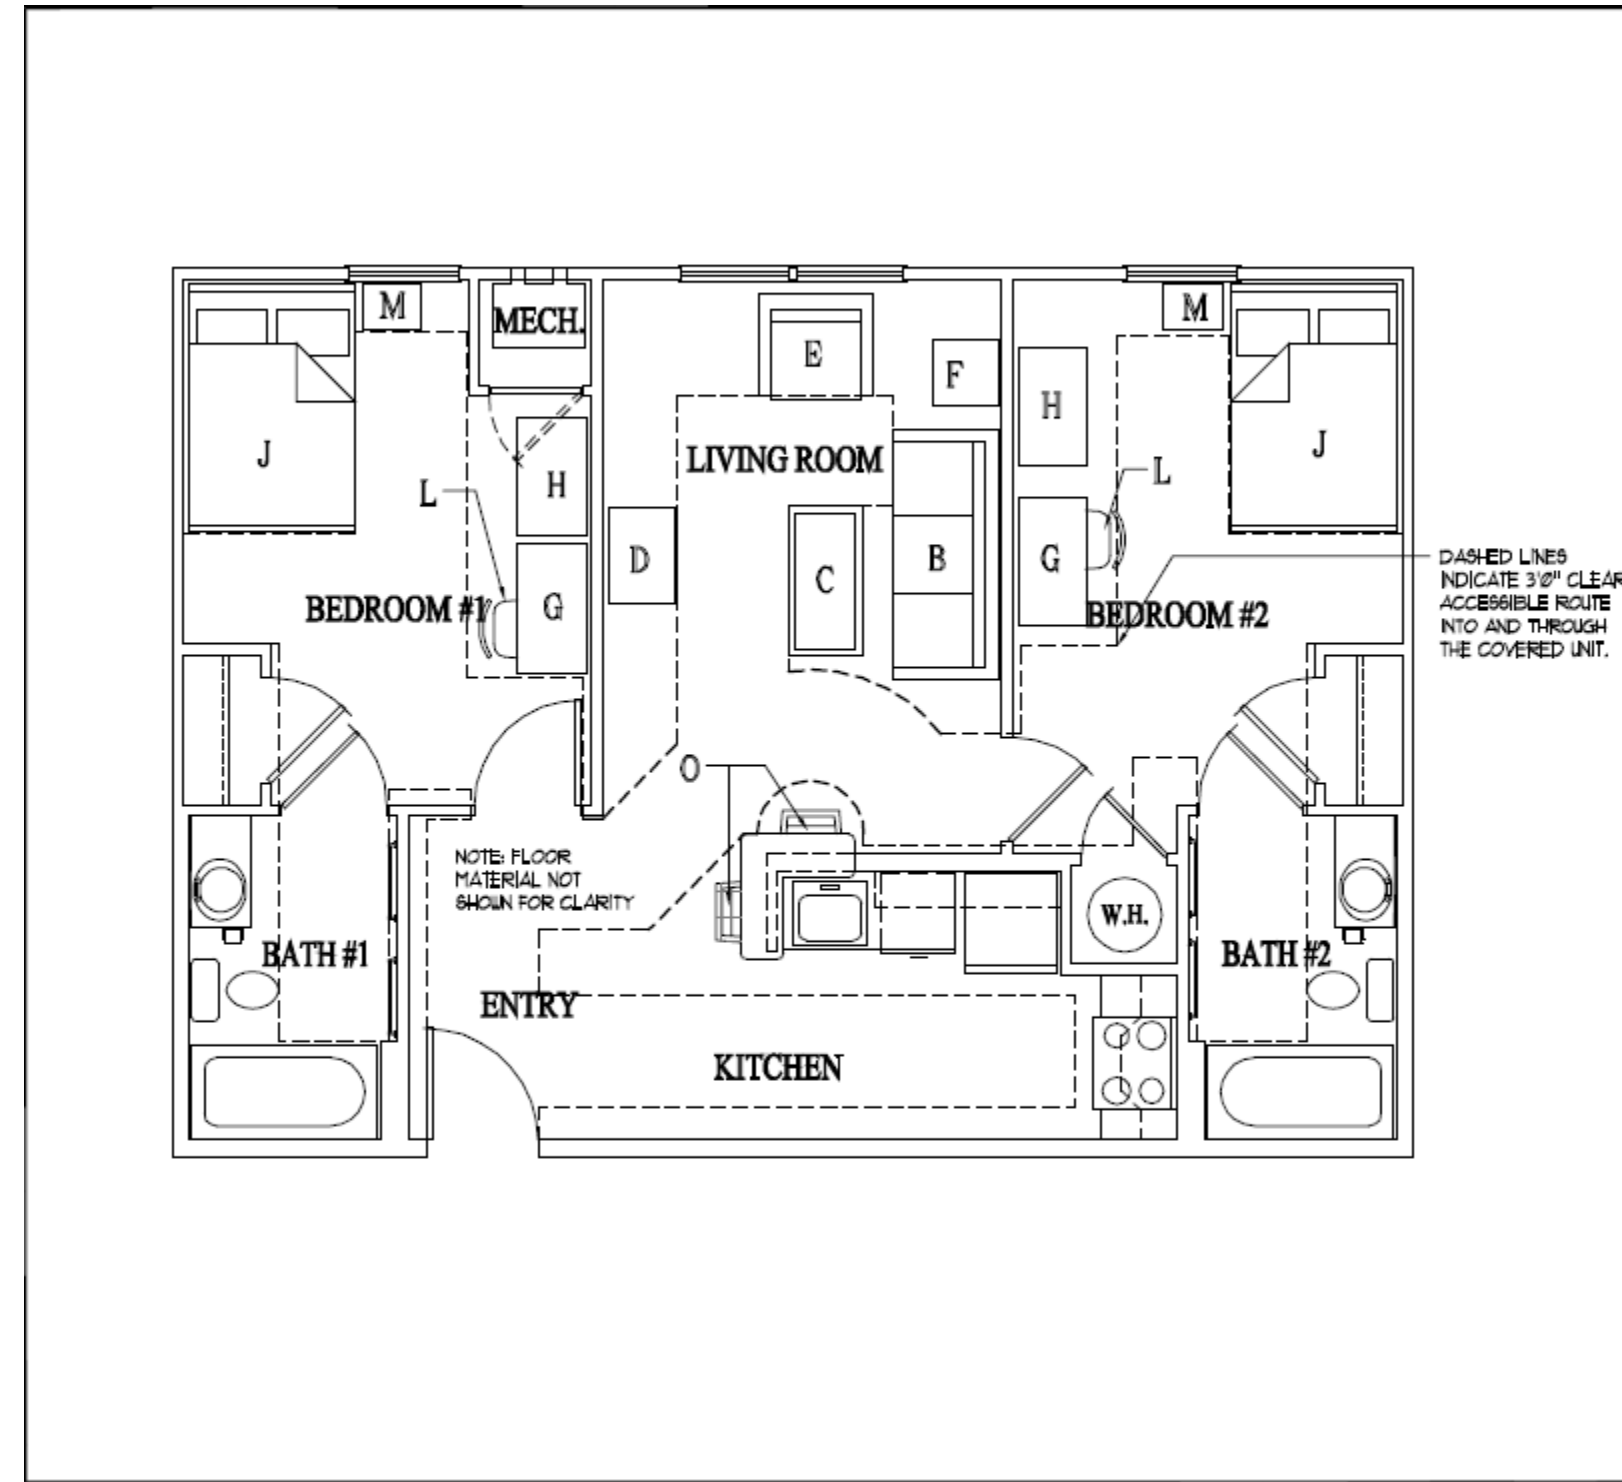 M
MECH.
M
E
F
H
J
LIVING ROOM
J
L
H
L
D
C
B
G
G
BEDROOM #1
BEDROOM #2
DASHED LINES
INDICATE 3'0" CLEAR
ACCESSIBLE ROUTE
INTO AND THROUGH
THE COVERED UNIT.
O
NOTE: FLOOR
MATERIAL NOT
SHOWN FOR CLARITY
W.H.
BATH #1
BATH #2
ENTRY
KITCHEN